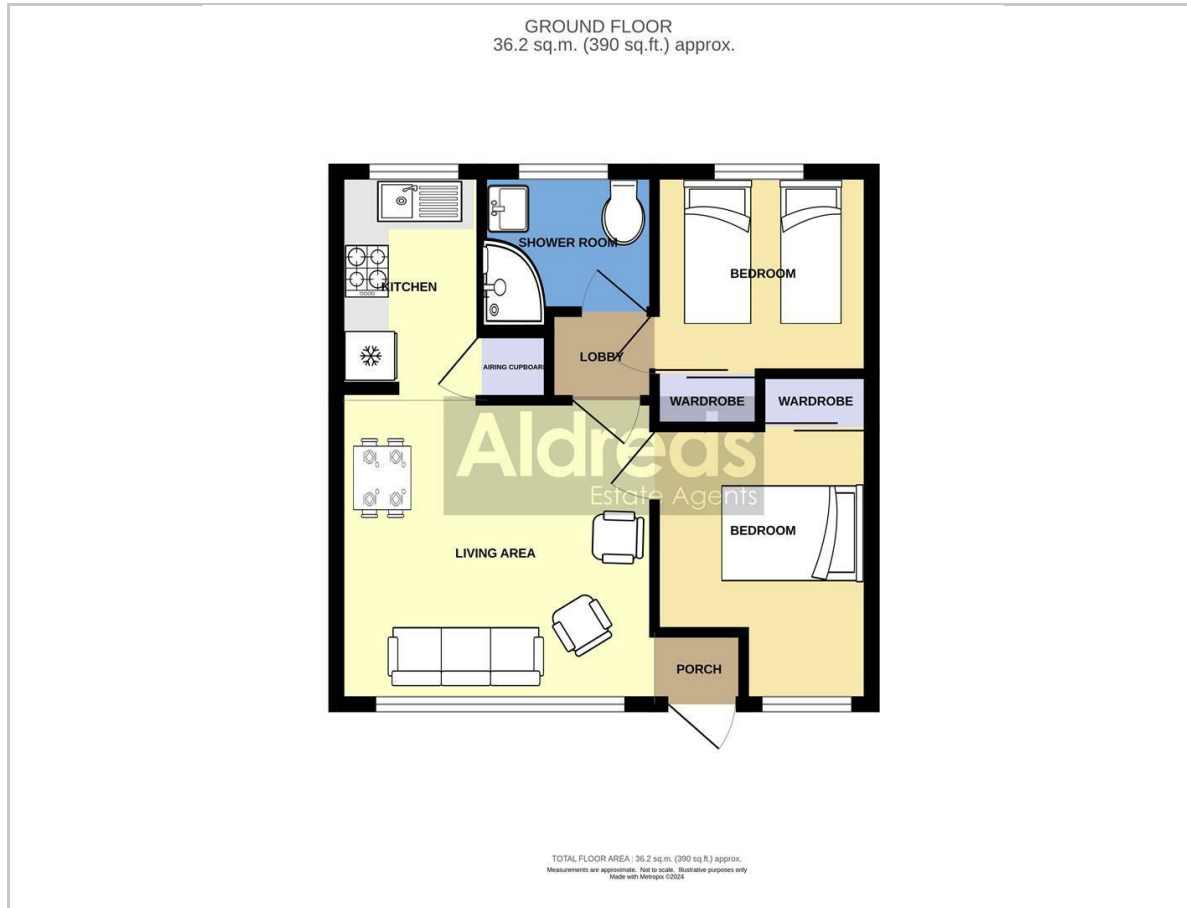 GROUND FLOOR
36.2 sq.m. (390 sq.ft.) approx.
SHOWER ROOM
BEDROOM
KITCHEN
LOBBY
AIRING CUPBOARD
WARDROBE
WARDROBE
Aldreds
Estate Agents
BEDROOM
LIVING AREA
PORCH
TOTAL FLOOR AREA : 36.2 sq.m. (390 sq.ft.) approx.
Measurements are approximate. Not to scale. Illustrative purposes only
Made with Metropix ©2024